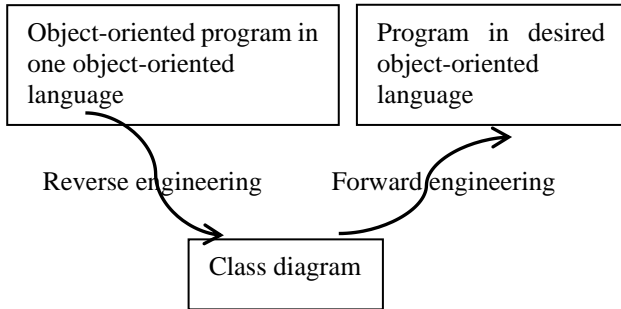 Object-oriented program in
one object-oriented
language
Program in desired
object-oriented
language
Reverse engineering
Forward engineering
Class diagram